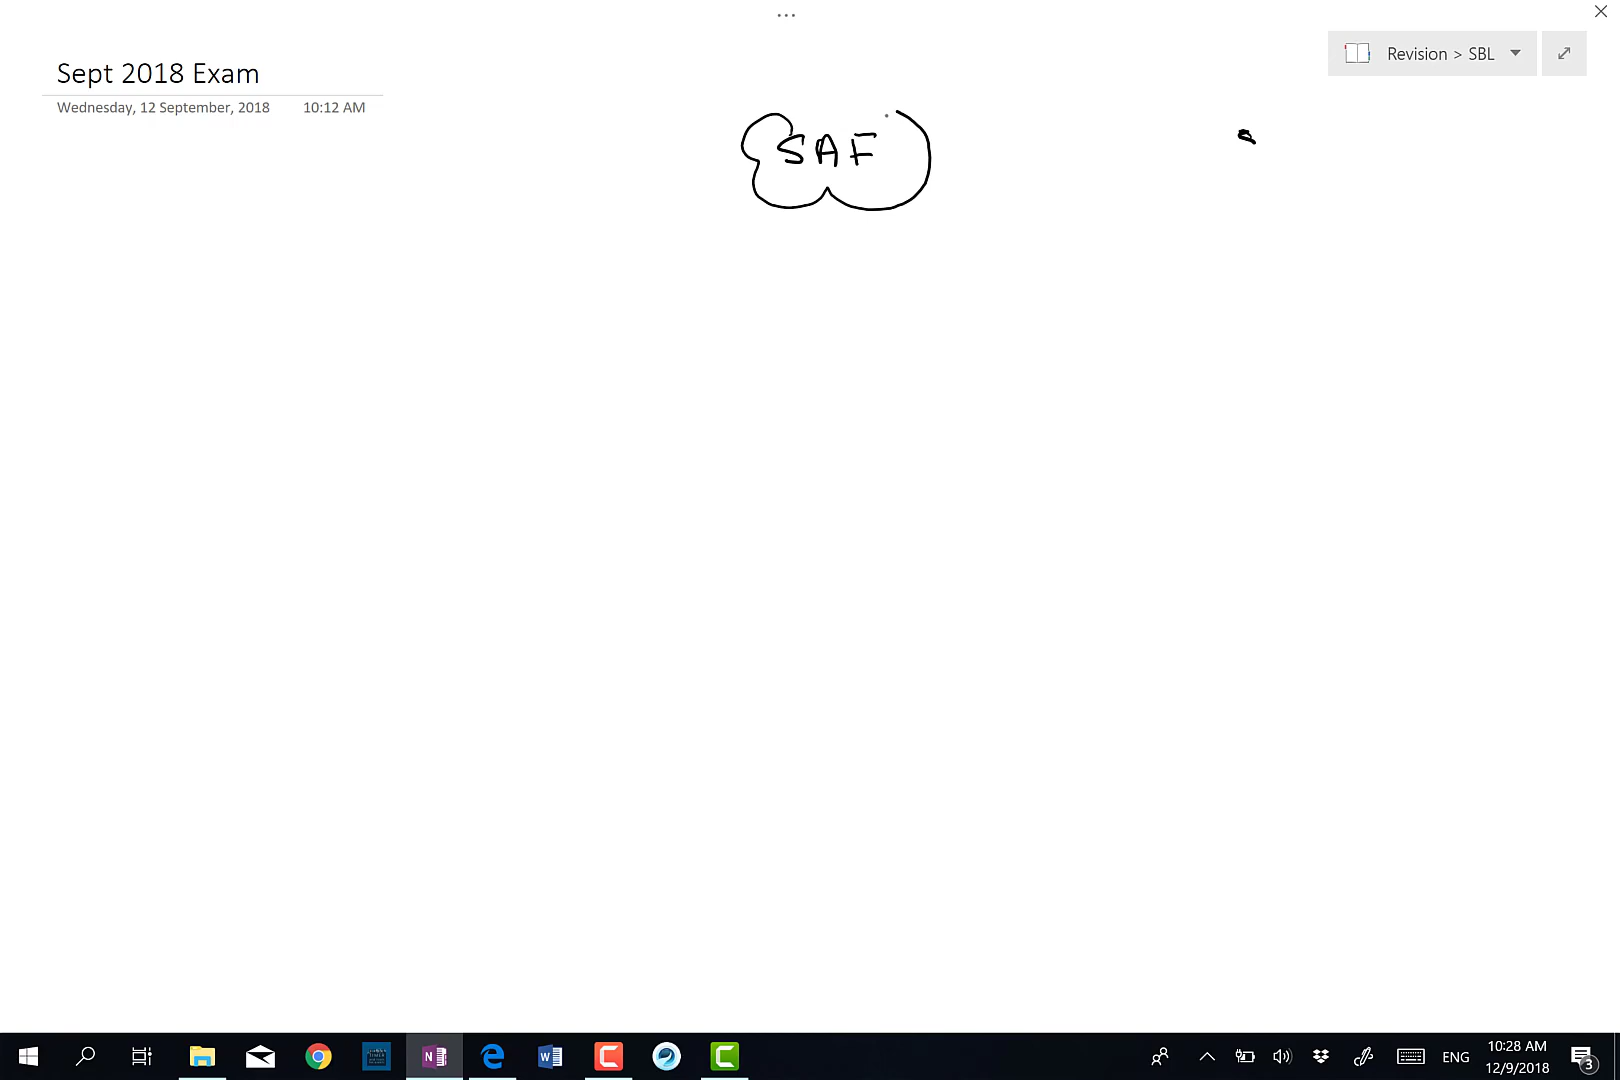 Revision > SBL
Sept 2018 Exam
Wednesday, 12 September, 2018 10:12 AM
SAF
ENG
10:28 AM
12/9/2018
3